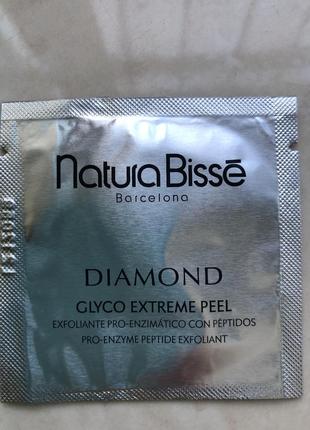 Natura Bissé
Barcelona
DIAMOND
GLYCO EXTREME PEEL
EXFOLIANTE PRO-ENZIMÁTICO CON PÉPTIDOS
PRO-ENZYME PEPTIDE EXFOLIANT